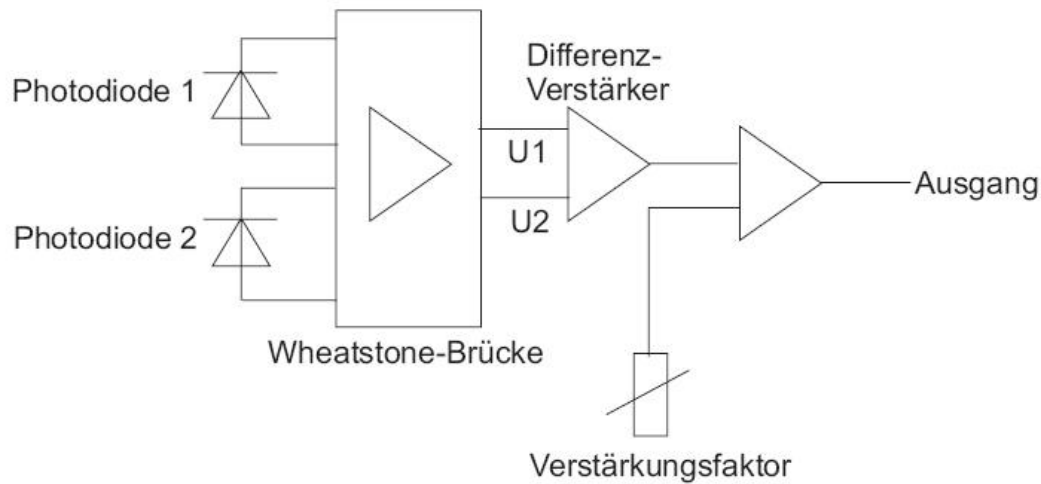 Differenz-
Verstärker
Photodiode 1
U1
Ausgang
U2
Photodiode 2
Wheatstone-Brücke
Verstärkungsfaktor